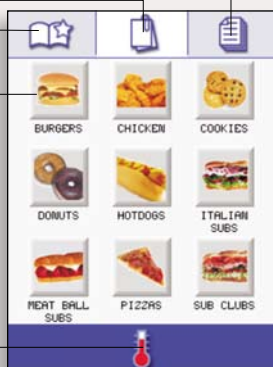 BURGERS
CHICKEN
COOKIES
DONUTS
HOTDOGS
ITALIAN
SUBS
MEAT BALL
SUBS
PIZZAS
SUB CLUBS